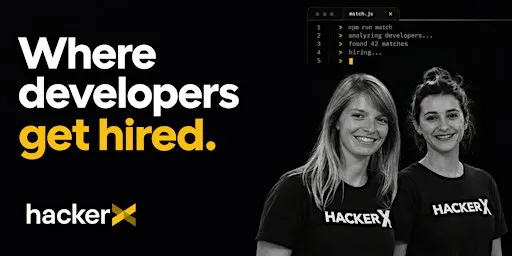 Where
developers
get hired.
hackerX
match.js ×
1 > npm run match
2 > analyzing developers...
3 > found 42 matches
4 > hiring...
5 >
HACKERX
HACKERX